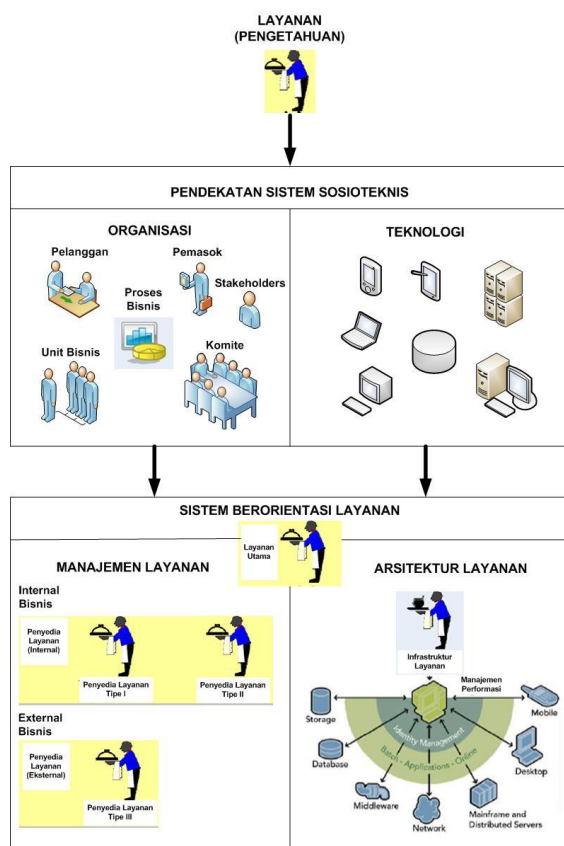 LAYANAN
(PENGETAHUAN)
PENDEKATAN SISTEM SOSIOTEKNIS
ORGANISASI
Pelanggan
Pemasok
Stakeholders
Proses
Bisnis
Unit Bisnis
Komite
TEKNOLOGI
SISTEM BERORIENTASI LAYANAN
Layanan
Utama
MANAJEMEN LAYANAN
Internal
Bisnis
Penyedia
Layanan
(Internal)
Penyedia Layanan
Tipe I
Penyedia Layanan
Tipe II
External
Bisnis
Penyedia
Layanan
(Eksternal)
Penyedia Layanan
Tipe III
ARSITEKTUR LAYANAN
Infrastruktur
Layanan
Manajemen
Performasi
Storage
Mobile
Identity Management
Batch - Applications - Online
Database
Desktop
Middleware
Network
Mainframe and
Distributed Servers